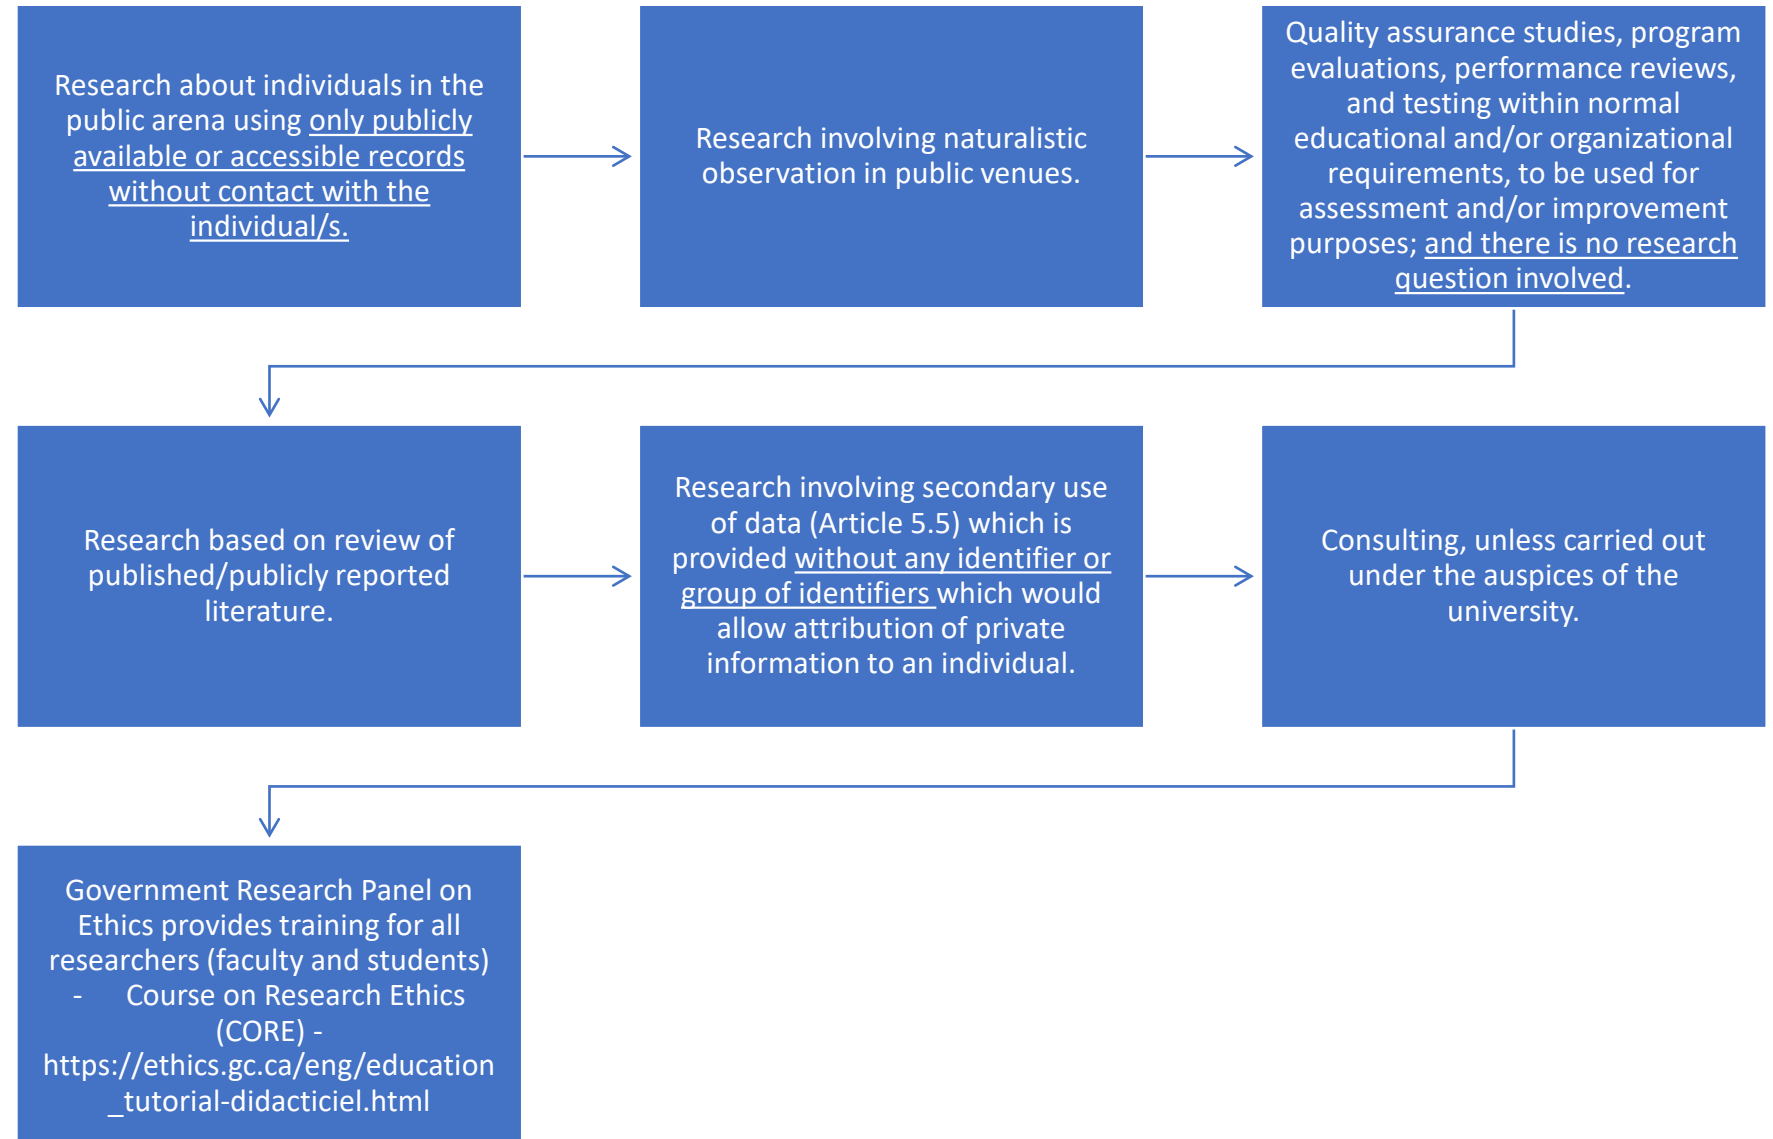 Research about individuals in the
public arena using only publicly
available or accessible records
without contact with the
individual/s.
Research involving naturalistic
observation in public venues.
Quality assurance studies, program
evaluations, performance reviews,
and testing within normal
educational and/or organizational
requirements, to be used for
assessment and/or improvement
purposes; and there is no research
question involved.
Research based on review of
published/publicly reported
literature.
Research involving secondary use
of data (Article 5.5) which is
provided without any identifier or
group of identifiers which would
allow attribution of private
information to an individual.
Consulting, unless carried out
under the auspices of the
university.
Government Research Panel on
Ethics provides training for all
researchers (faculty and students)
- Course on Research Ethics
(CORE) -
https://ethics.gc.ca/eng/education
_tutorial-didacticiel.html